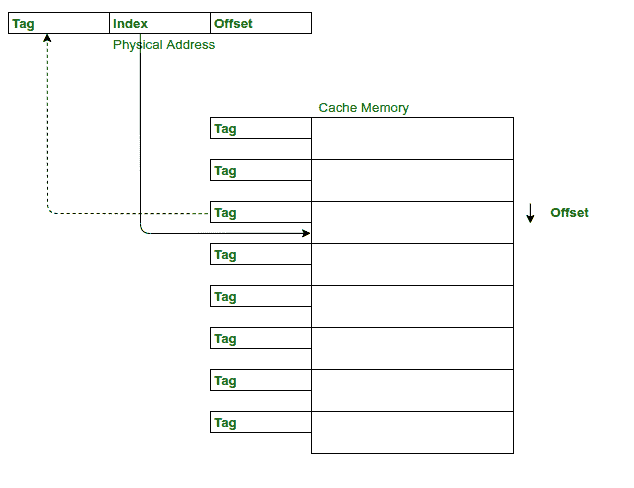 Tag Index Offset
Physical Address
Cache Memory
Tag
Tag
Tag
Offset
Tag
Tag
Tag
Tag
Tag